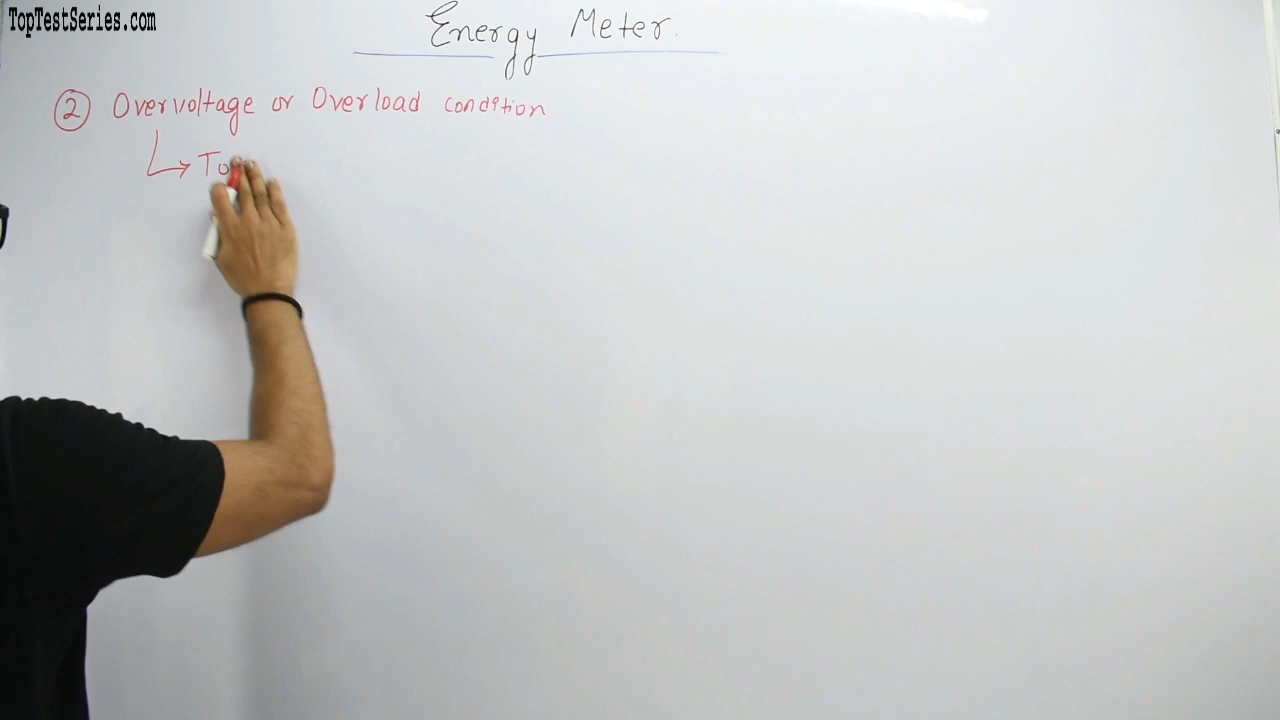 TopTestSeries.com
Energy Meter.
② Overvoltage or Overload condition
↳ To